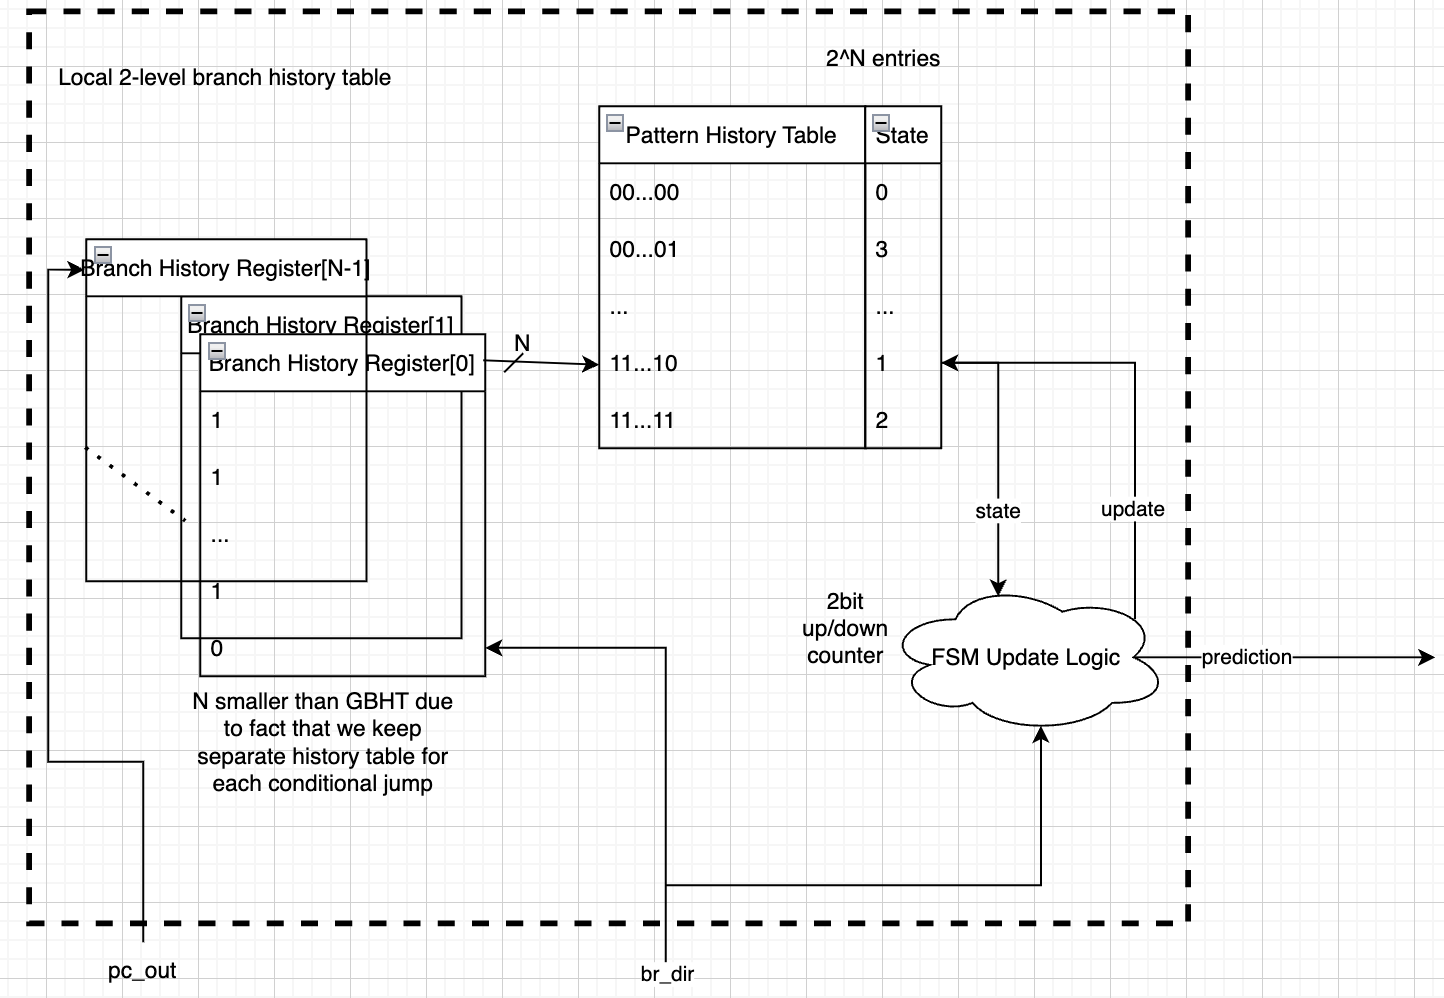 2^N entries
Local 2-level branch history table
Pattern History Table
State
00...00
0
00...01
3
...
...
11...10
1
11...11
2
Branch History Register[N-1]
Branch History Register[1]
Branch History Register[0]
N
1
1
...
1
0
N smaller than GBHT due
to fact that we keep
separate history table for
each conditional jump
state
update
2bit
up/down
counter
FSM Update Logic
prediction
pc_out
br_dir